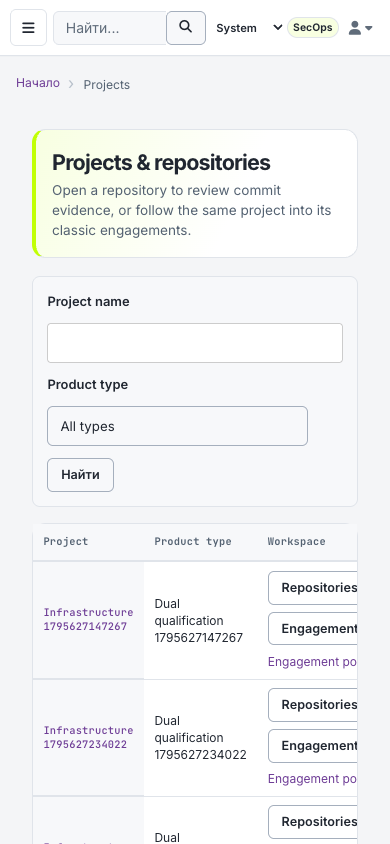 Найти...
System
SecOps
Начало
Projects
Projects & repositories
Open a repository to review commit
evidence, or follow the same project into its
classic engagements.
Project name
Product type
All types
Найти
Project Product type Workspace
Infrastructure
1795627147267
Dual
qualification
1795627147267
Repositories
Engagement
Engagement po
Infrastructure
1795627234022
Dual
qualification
1795627234022
Repositories
Engagement
Engagement po
Dual
Repositories